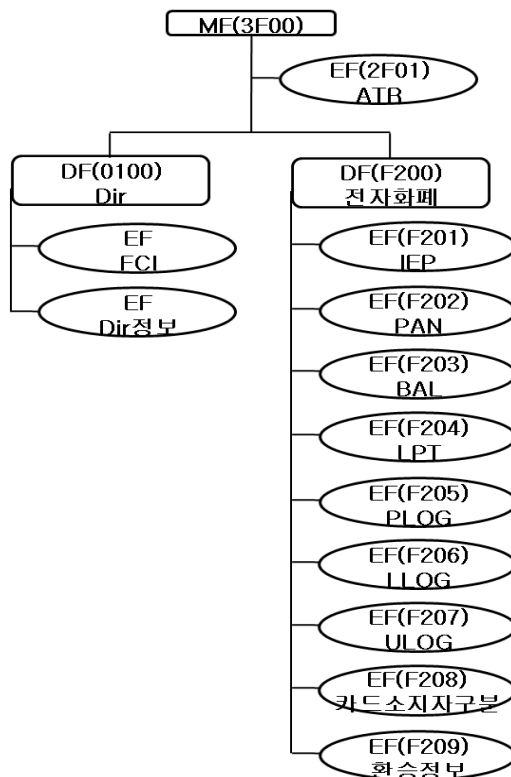 MF(3F00)
EF(2F01)
ATR
DF(0100)
Dir
EF
FCI
EF
Dir정보
DF(F200)
전자화폐
EF(F201)
IEP
EF(F202)
PAN
EF(F203)
BAL
EF(F204)
LPT
EF(F205)
PLOG
EF(F206)
LLOG
EF(F207)
ULOG
EF(F208)
카드소지자구분
EF(F209)
환승정보